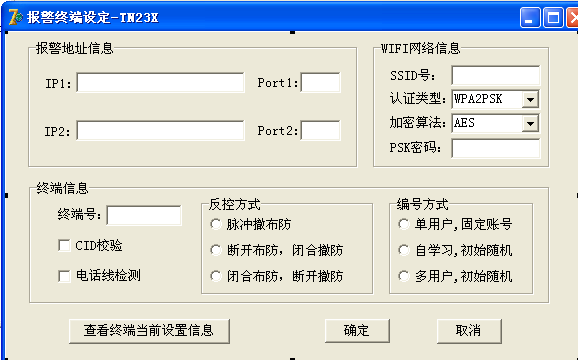 报警终端设定-TN23X
报警地址信息
IP1:
Port1:
IP2:
Port2:
WIFI网络信息
SSID号:
认证类型: WPA2PSK
加密算法: AES
PSK密码:
终端信息
终端号:
CID校验
电话线检测
反控方式
脉冲撤布防
断开布防，闭合撤防
闭合布防，断开撤防
编号方式
单用户,固定账号
自学习,初始随机
多用户,初始随机
查看终端当前设置信息
确定
取消